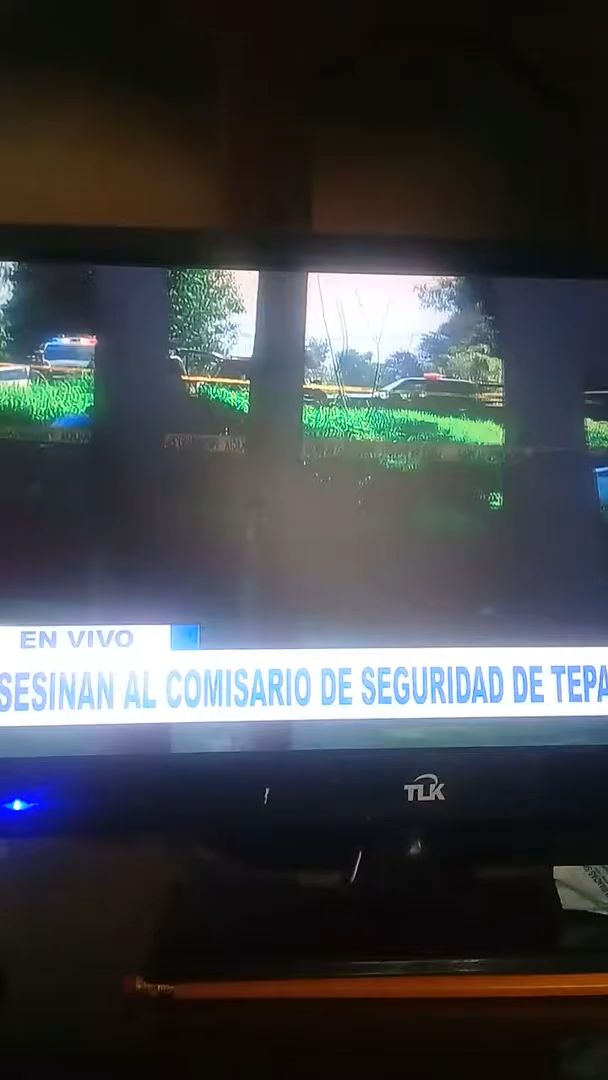 EN VIVO
SESINAN AL COMISARIO DE SEGURIDAD DE TEPA
TLK